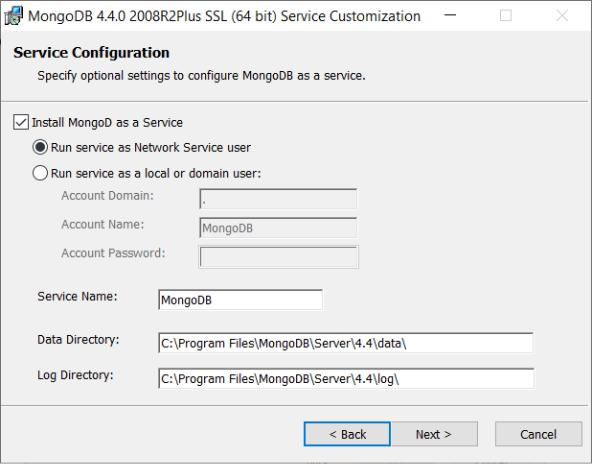 MongoDB 4.4.0 2008R2Plus SSL (64 bit) Service Customization
Service Configuration
Specify optional settings to configure MongoDB as a service.
Install MongoD as a Service
Run service as Network Service user
Run service as a local or domain user:
Account Domain: .
Account Name: MongoDB
Account Password:
Service Name: MongoDB
Data Directory: C:\Program Files\MongoDB\Server\4.4\data\
Log Directory: C:\Program Files\MongoDB\Server\4.4\log\
< Back Next > Cancel